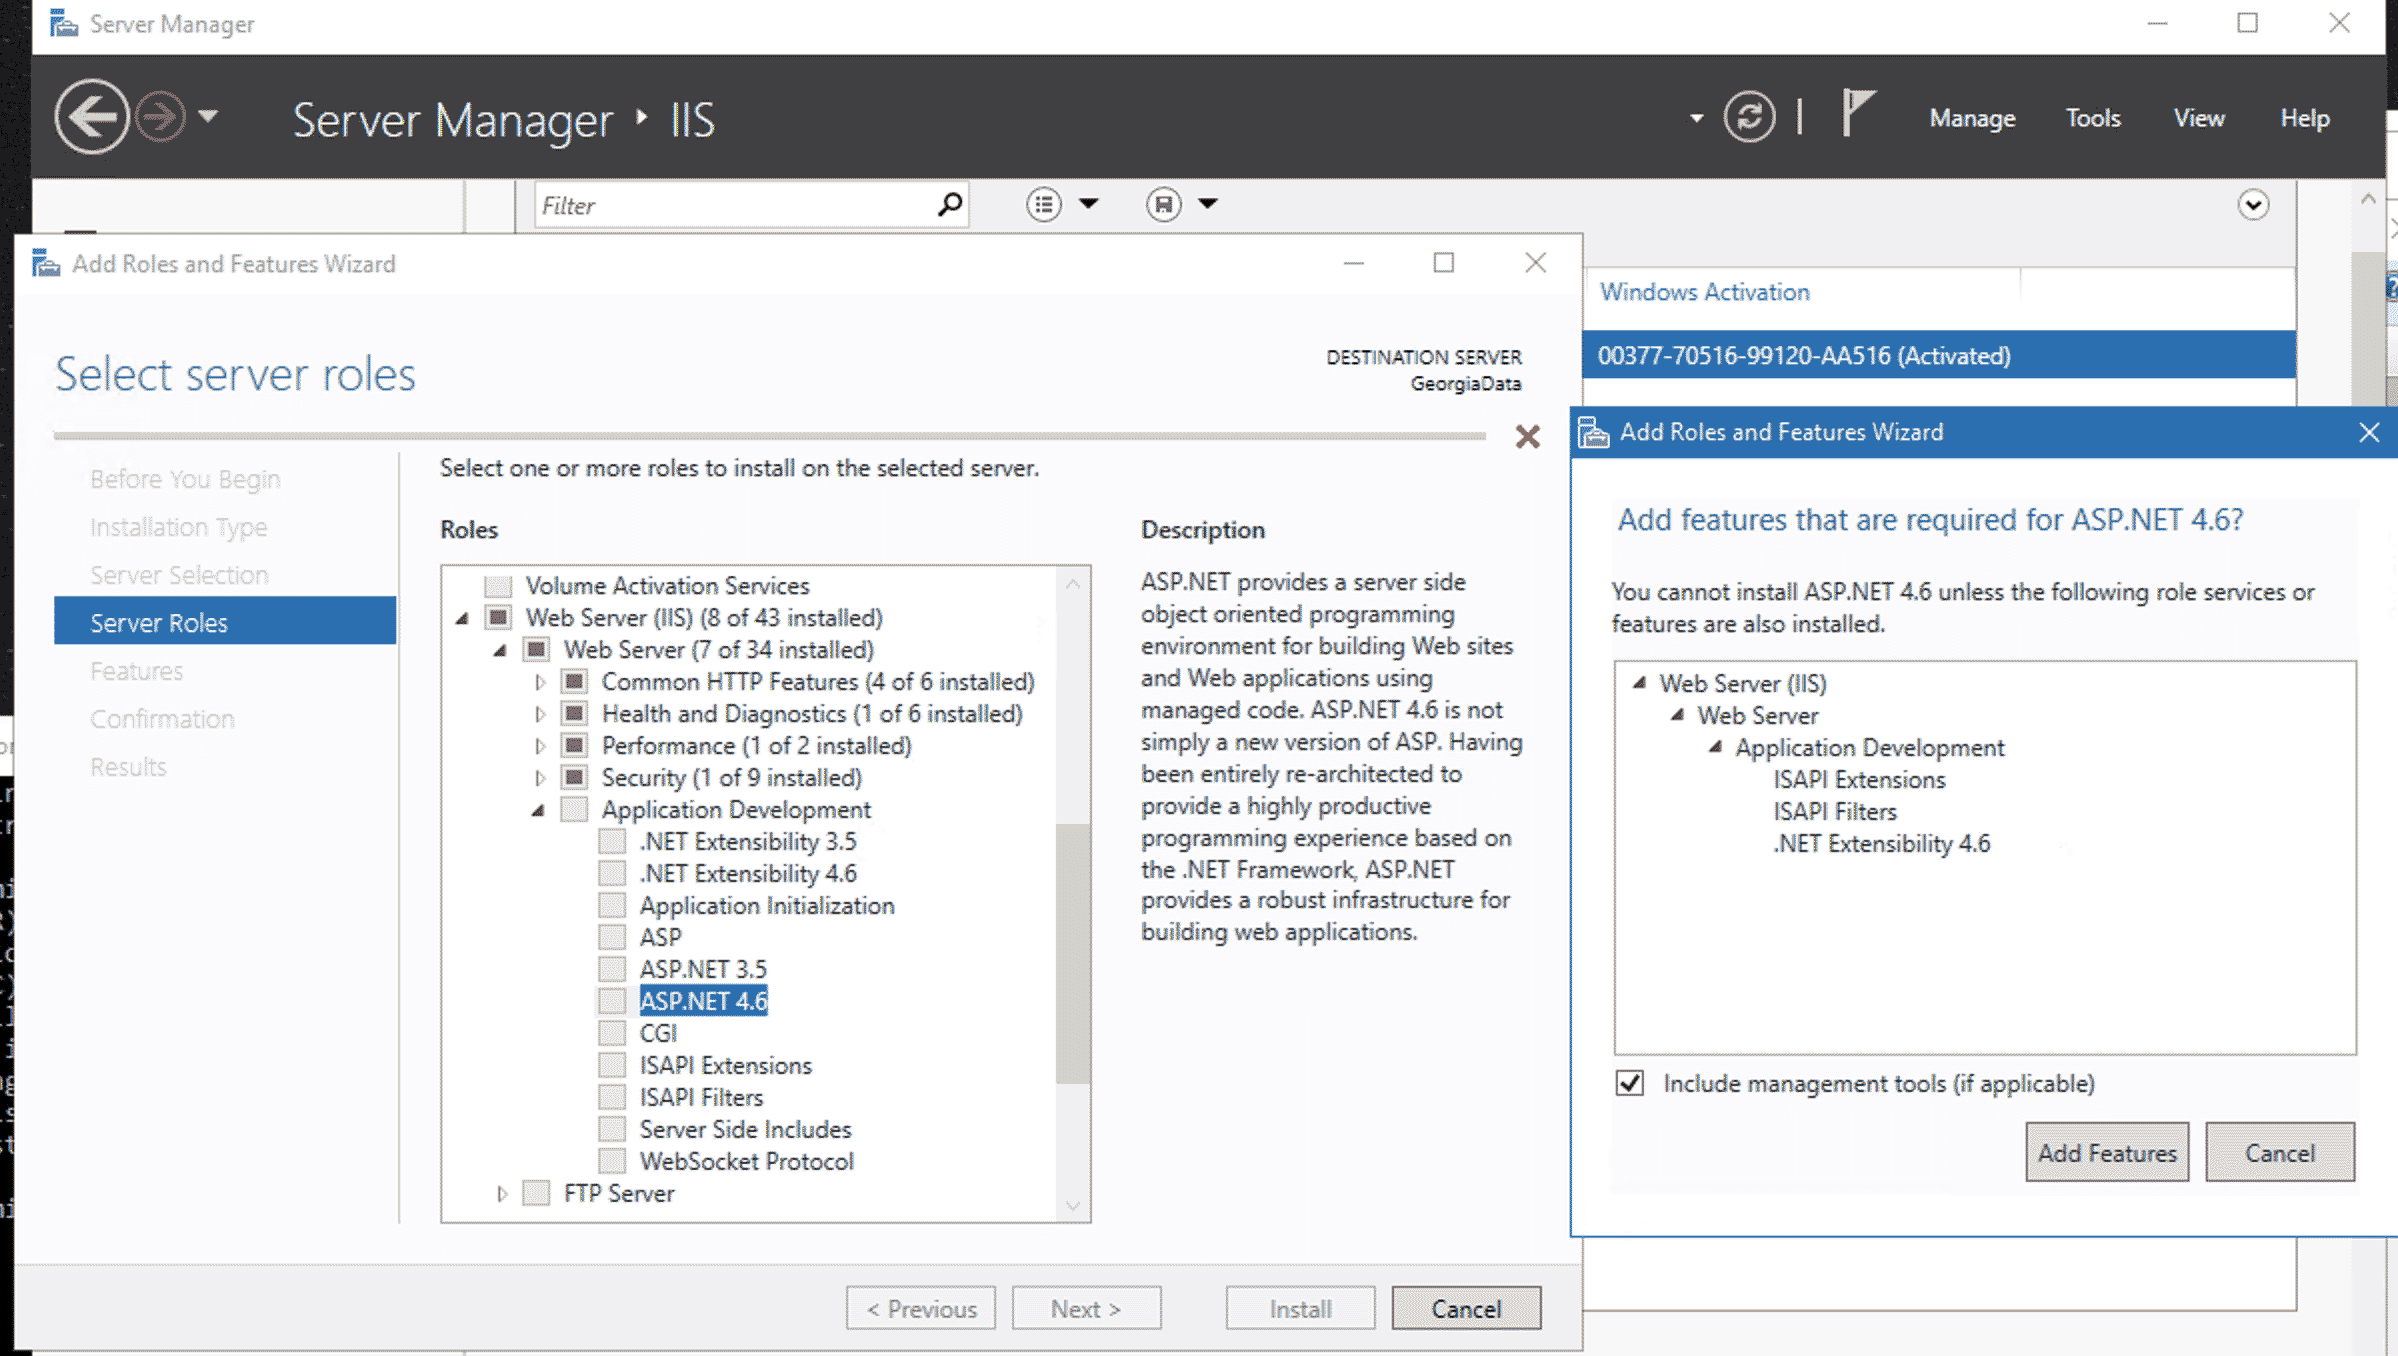 Server Manager
Server Manager ‣ IIS
Manage Tools View Help
Filter
Windows Activation
00377-70516-99120-AA516 (Activated)
Add Roles and Features Wizard
Select server roles
DESTINATION SERVER
GeorgiaData
Before You Begin
Installation Type
Server Selection
Server Roles
Features
Confirmation
Results
Select one or more roles to install on the selected server.
Roles
Volume Activation Services
Web Server (IIS) (8 of 43 installed)
Web Server (7 of 34 installed)
Common HTTP Features (4 of 6 installed)
Health and Diagnostics (1 of 6 installed)
Performance (1 of 2 installed)
Security (1 of 9 installed)
Application Development
.NET Extensibility 3.5
.NET Extensibility 4.6
Application Initialization
ASP
ASP.NET 3.5
ASP.NET 4.6
CGI
ISAPI Extensions
ISAPI Filters
Server Side Includes
WebSocket Protocol
FTP Server
Description
ASP.NET provides a server side
object oriented programming
environment for building Web sites
and Web applications using
managed code. ASP.NET 4.6 is not
simply a new version of ASP. Having
been entirely re-architected to
provide a highly productive
programming experience based on
the .NET Framework, ASP.NET
provides a robust infrastructure for
building web applications.
< Previous
Next >
Install
Cancel
Add Roles and Features Wizard
Add features that are required for ASP.NET 4.6?
You cannot install ASP.NET 4.6 unless the following role services or
features are also installed.
Web Server (IIS)
Web Server
Application Development
ISAPI Extensions
ISAPI Filters
.NET Extensibility 4.6
Include management tools (if applicable)
Add Features
Cancel